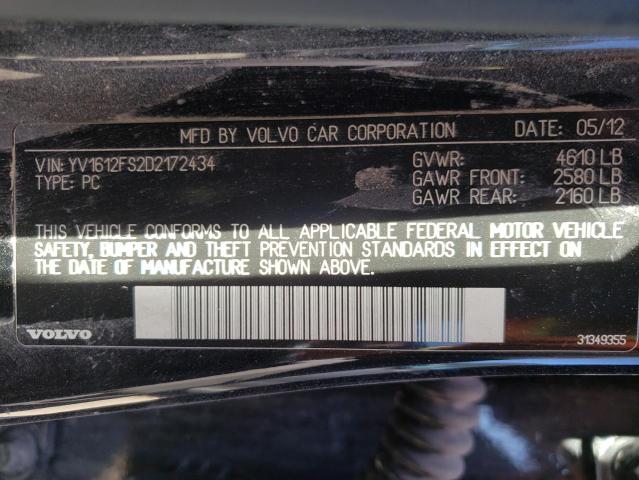 MFD BY VOLVO CAR CORPORATION DATE: 05/12
VIN: YV1612FS2D2172434 GVWR: 4610 LB
TYPE: PC GAWR FRONT: 2580 LB
GAWR REAR: 2160 LB
THIS VEHICLE CONFORMS TO ALL APPLICABLE FEDERAL MOTOR VEHICLE
SAFETY, BUMPER AND THEFT PREVENTION STANDARDS IN EFFECT ON
THE DATE OF MANUFACTURE SHOWN ABOVE.
VOLVO 31349355